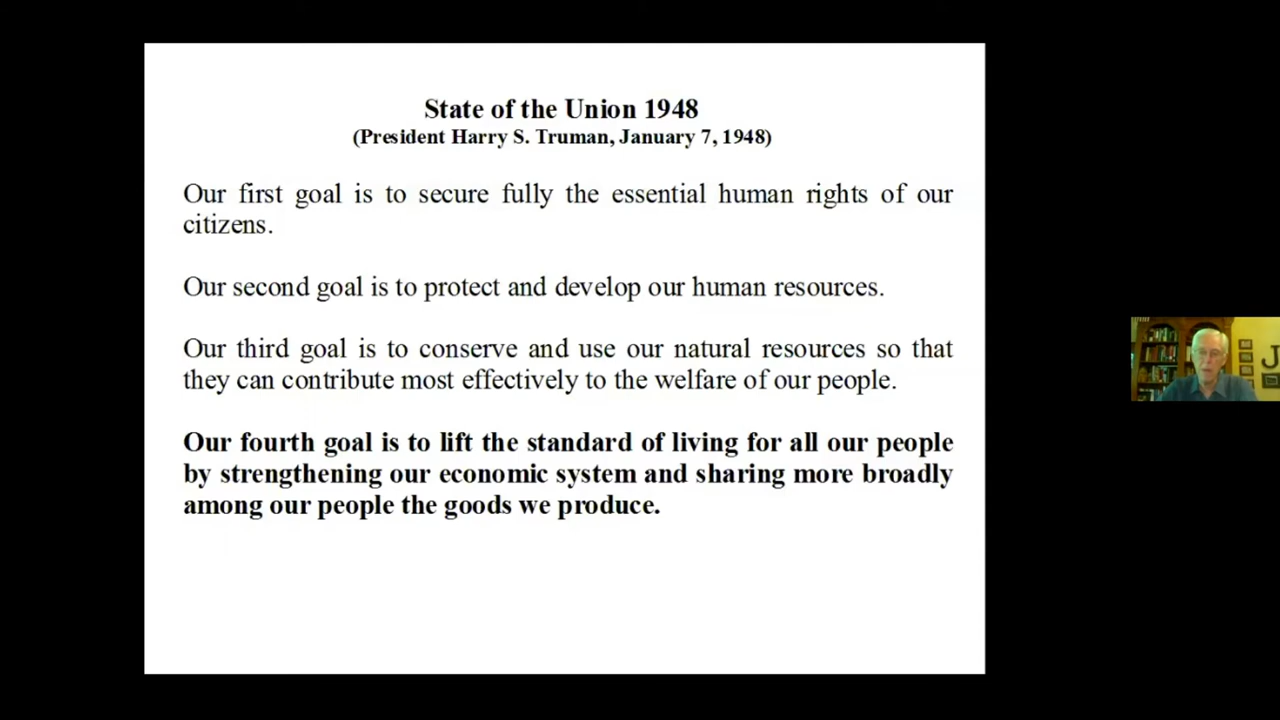 State of the Union 1948
(President Harry S. Truman, January 7, 1948)
Our first goal is to secure fully the essential human rights of our
citizens.
Our second goal is to protect and develop our human resources.
Our third goal is to conserve and use our natural resources so that
they can contribute most effectively to the welfare of our people.
Our fourth goal is to lift the standard of living for all our people
by strengthening our economic system and sharing more broadly
among our people the goods we produce.
J